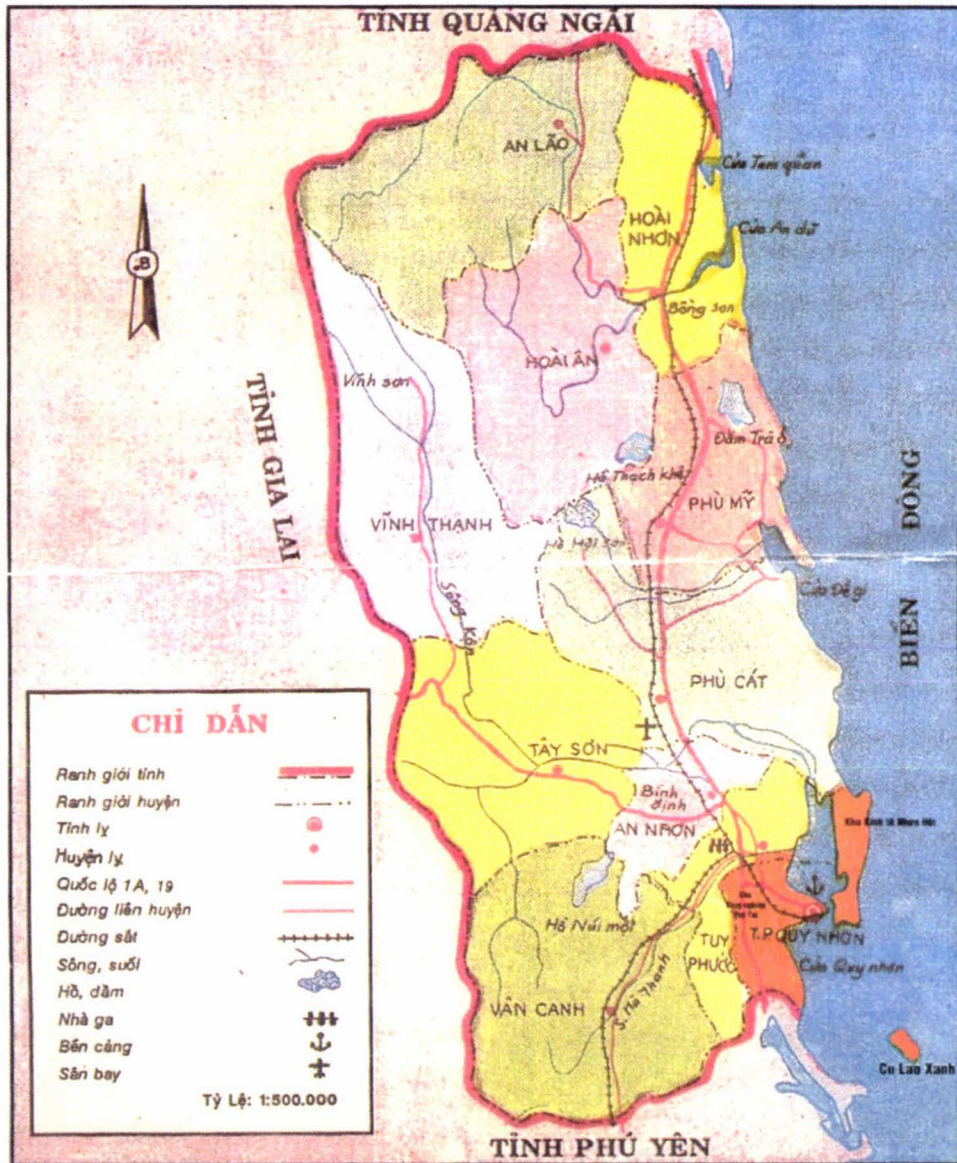 TỈNH QUẢNG NGÃI
AN LÃO
Cửa Tam quan
HOÀI
NHƠN
Cửa An dũ
.B
Bồng Sơn
HOÀI ÂN
Vĩnh sơn
TỈNH GIA LAI
Đầm Trà ổ
Hồ Thạch khê
PHÙ MỸ
VĨNH THẠNH
BIỂN ĐÔNG
Cửa Đề gi
Sông Kôn
PHÙ CÁT
CHỈ DẪN
Ranh giới tỉnh
Ranh giới huyện
Tỉnh lỵ
Huyện lỵ
Quốc lộ 1A, 19
Đường liên huyện
Đường sắt
Sông, suối
Hồ, đầm
Nhà ga
Bến cảng
Sân bay
Tỷ Lệ: 1:500.000
TÂY SƠN
Bình
định
AN NHƠN
Khu Kinh tế Nhơn Hội
Hồ Núi một
T.P QUY NHƠN
TUY
PHƯỚC
Cửa Quy nhơn
VÂN CANH
S. Hà Thanh
Cu Lao Xanh
TỈNH PHÚ YÊN